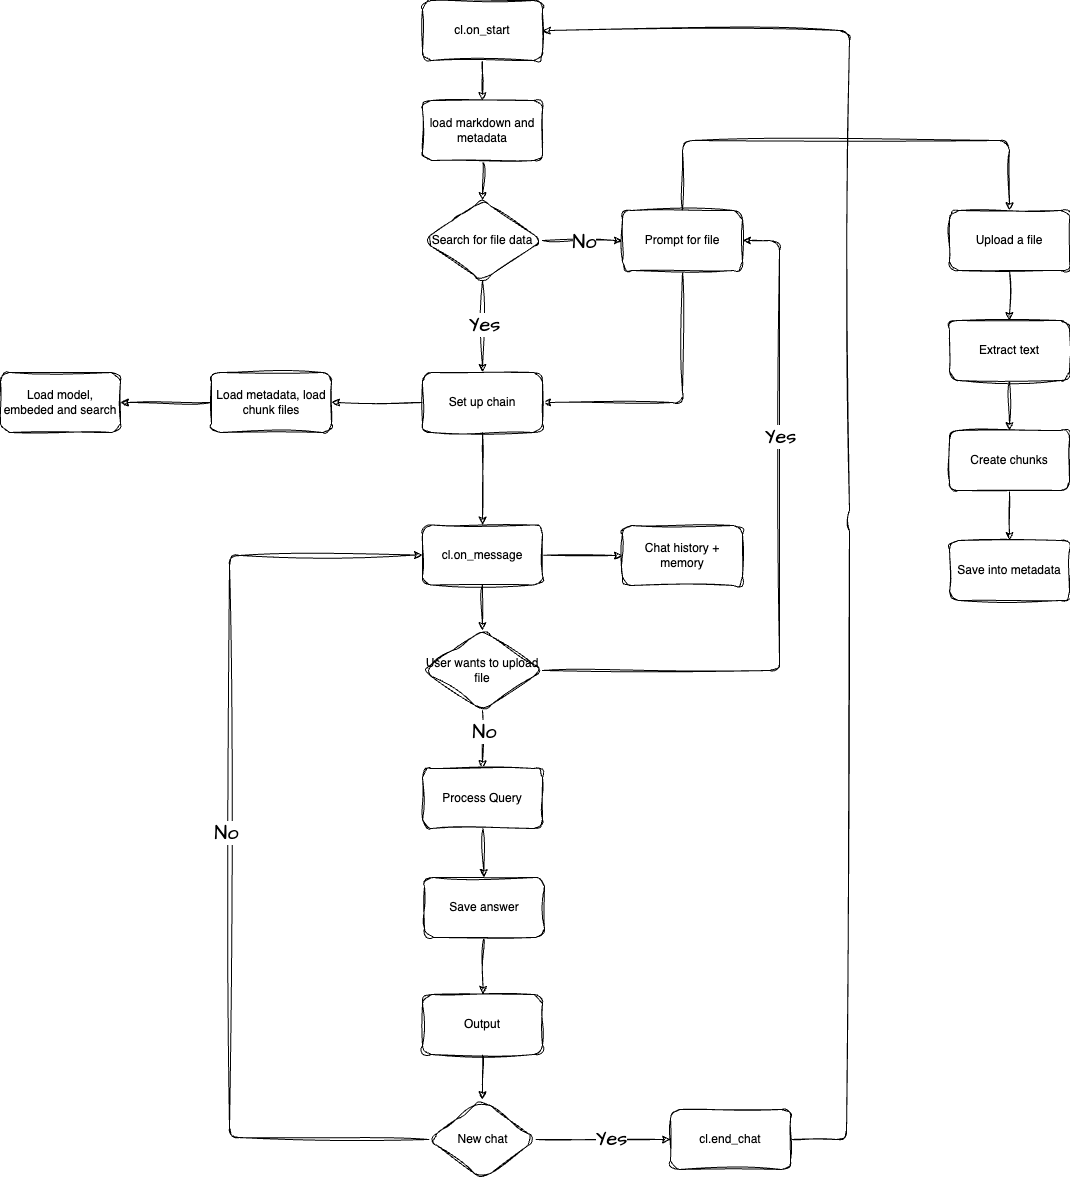 cl.on_start
load markdown and
metadata
Search for file data
No
Prompt for file
Upload a file
Yes
Extract text
Load model,
embeded and search
Load metadata, load
chunk files
Set up chain
Yes
Create chunks
cl.on_message
Chat history +
memory
Save into metadata
User wants to upload
file
No
Process Query
No
Save answer
Output
New chat
Yes
cl.end_chat